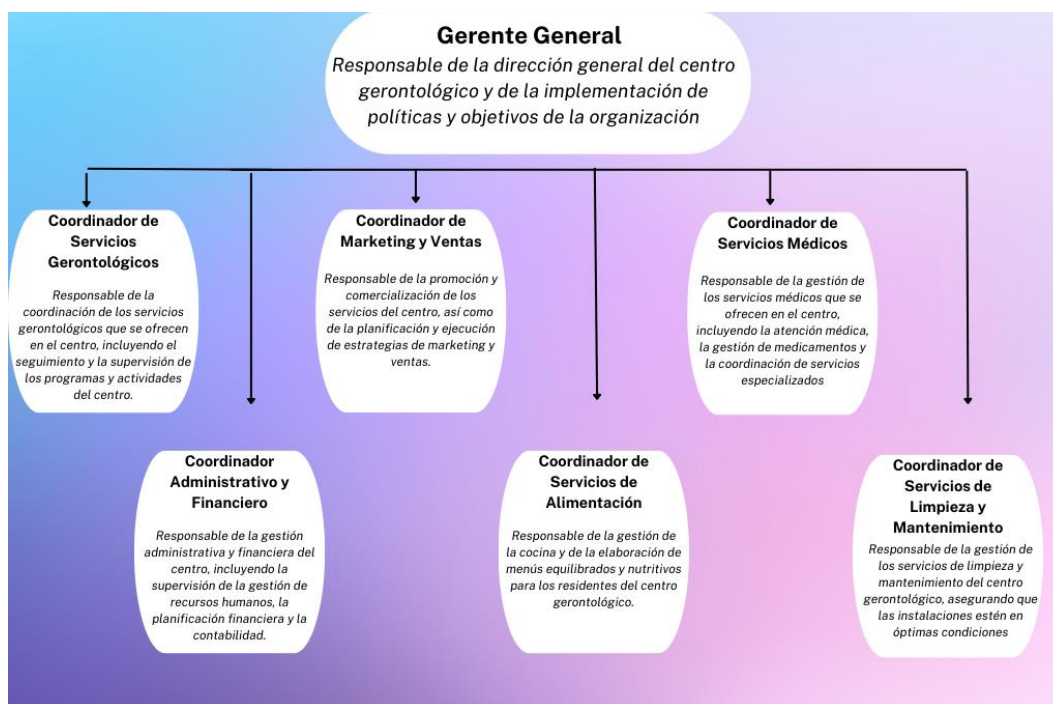 Gerente General
Responsable de la dirección general del centro
gerontológico y de la implementación de
políticas y objetivos de la organización
Coordinador de
Servicios
Gerontológicos
Responsable de la
coordinación de los servicios
gerontológicos que se ofrecen
en el centro, incluyendo el
seguimiento y la supervisión de
los programas y actividades
del centro.
Coordinador de
Marketing y Ventas
Responsable de la promoción y
comercialización de los
servicios del centro, así como
de la planificación y ejecución
de estrategias de marketing y
ventas.
Coordinador de
Servicios Médicos
Responsable de la gestión de
los servicios médicos que se
ofrecen en el centro,
incluyendo la atención médica,
la gestión de medicamentos y
la coordinación de servicios
especializados
Coordinador
Administrativo y
Financiero
Responsable de la gestión
administrativa y financiera del
centro, incluyendo la
supervisión de la gestión de
recursos humanos, la
planificación financiera y la
contabilidad.
Coordinador de
Servicios de
Alimentación
Responsable de la gestión de
la cocina y de la elaboración de
menús equilibrados y nutritivos
para los residentes del centro
gerontológico.
Coordinador de
Servicios de
Limpieza y
Mantenimiento
Responsable de la gestión de
los servicios de limpieza y
mantenimiento del centro
gerontológico, asegurando que
las instalaciones estén en
óptimas condiciones